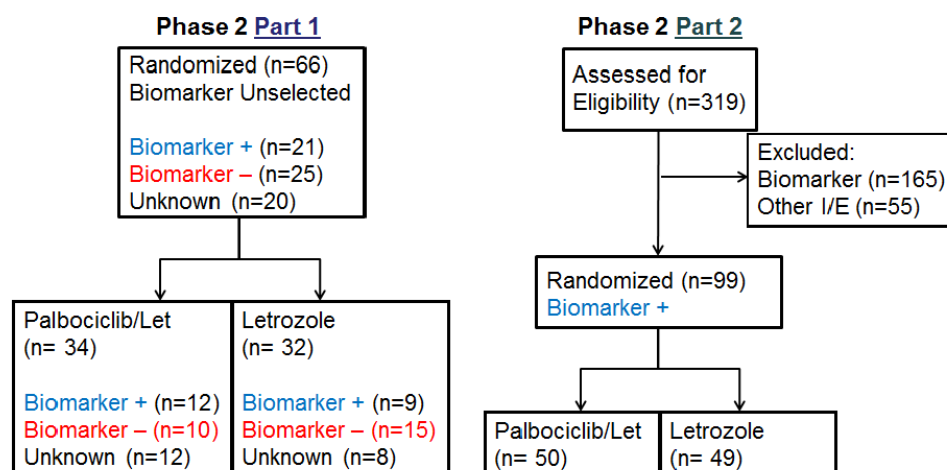 Phase 2 Part 1
Randomized (n=66)
Biomarker Unselected
Biomarker + (n=21)
Biomarker – (n=25)
Unknown (n=20)
Palbociclib/Let
(n= 34)
Biomarker + (n=12)
Biomarker – (n=10)
Unknown (n=12)
Letrozole
(n= 32)
Biomarker + (n=9)
Biomarker – (n=15)
Unknown (n=8)
Phase 2 Part 2
Assessed for
Eligibility (n=319)
Excluded:
Biomarker (n=165)
Other I/E (n=55)
Randomized (n=99)
Biomarker +
Palbociclib/Let
(n= 50)
Letrozole
(n= 49)